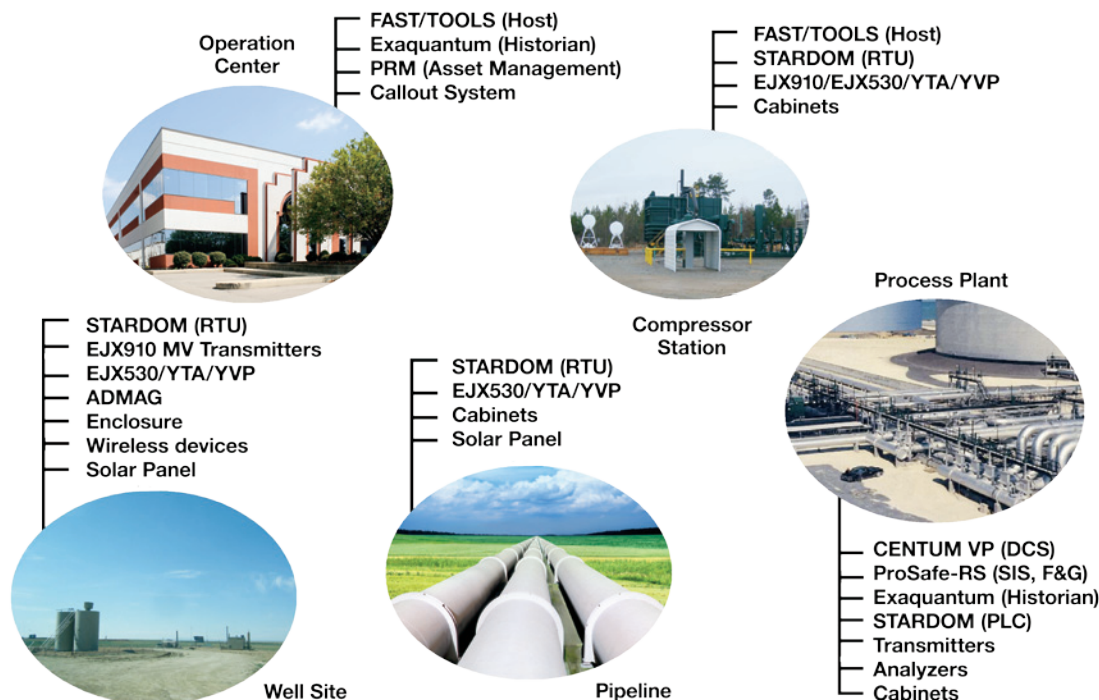 Operation
Center
FAST/TOOLS (Host)
Exaquantum (Historian)
PRM (Asset Management)
Callout System
FAST/TOOLS (Host)
STARDOM (RTU)
EJX910/EJX530/YTA/YVP
Cabinets
Compressor
Station
STARDOM (RTU)
EJX910 MV Transmitters
EJX530/YTA/YVP
ADMAG
Enclosure
Wireless devices
Solar Panel
Well Site
STARDOM (RTU)
EJX530/YTA/YVP
Cabinets
Solar Panel
Pipeline
Process Plant
CENTUM VP (DCS)
ProSafe-RS (SIS, F&G)
Exaquantum (Historian)
STARDOM (PLC)
Transmitters
Analyzers
Cabinets